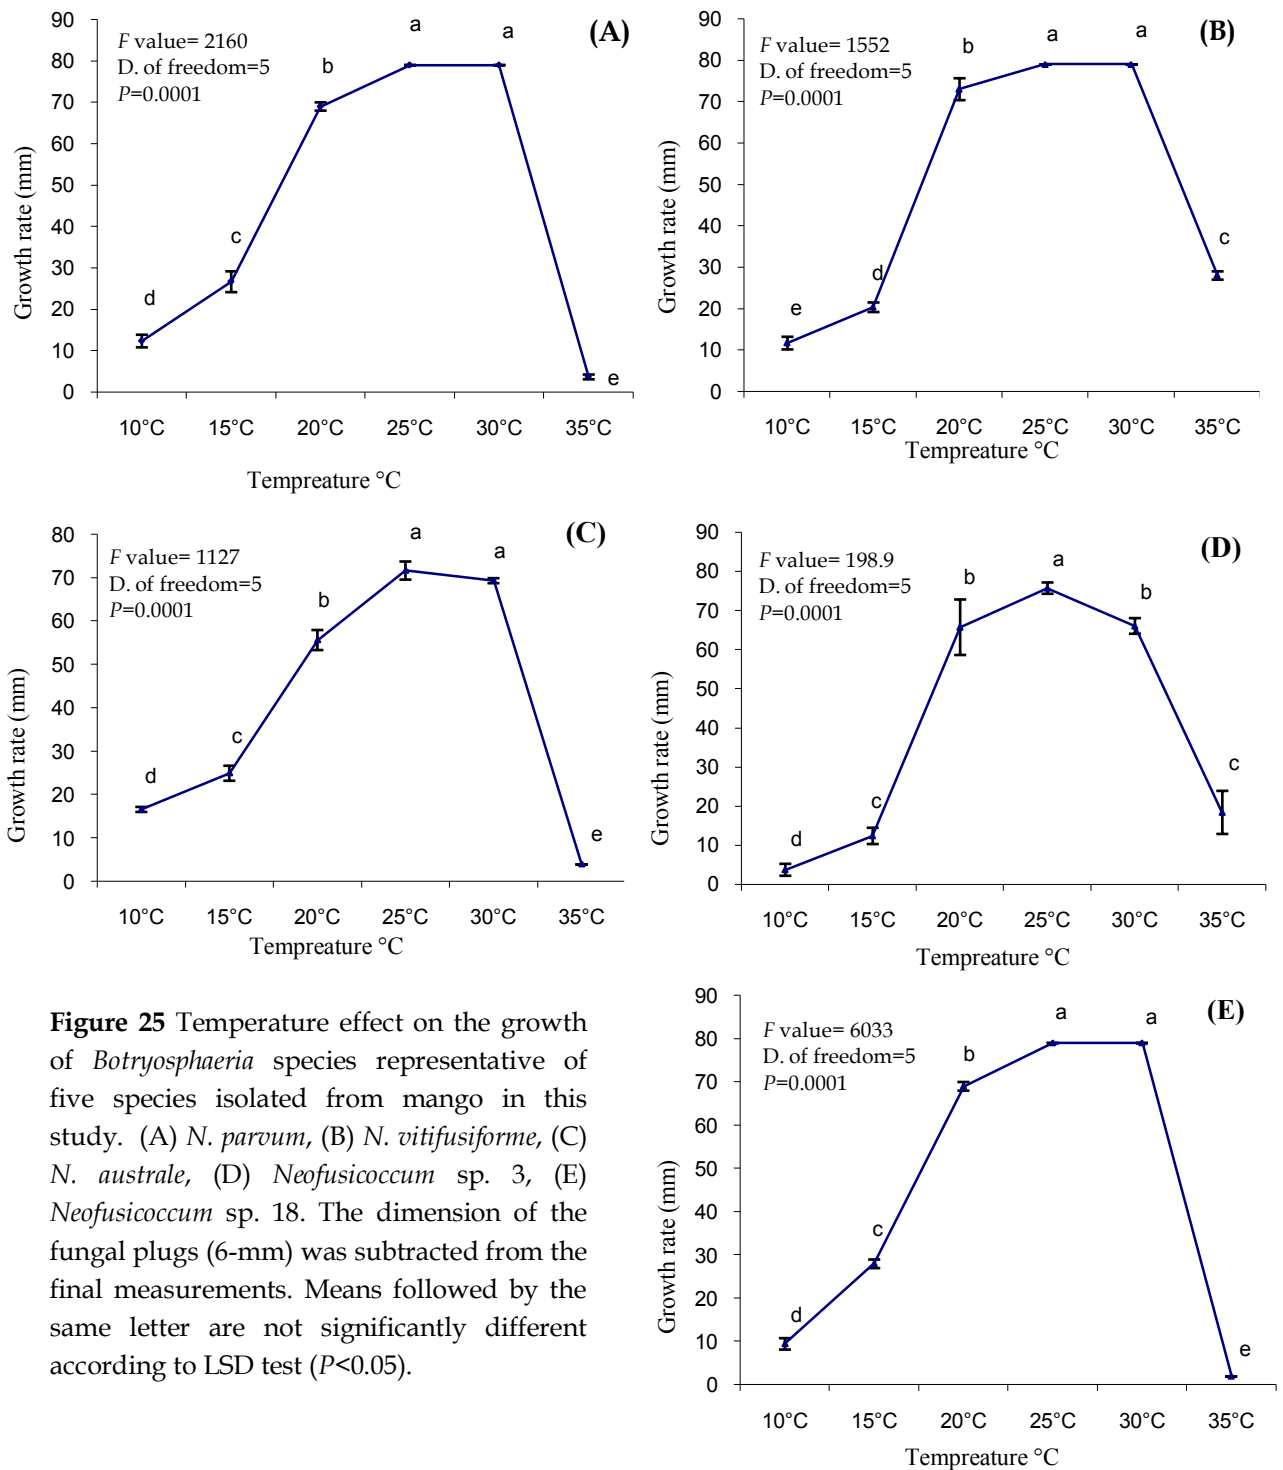 (A)
F value= 2160
D. of freedom=5
P=0.0001
90
80
70
60
50
40
30
20
10
0
Growth rate (mm)
d
c
b
a
a
e
10°C 15°C 20°C 25°C 30°C 35°C
Tempreature °C
(B)
F value= 1552
D. of freedom=5
P=0.0001
90
80
70
60
50
40
30
20
10
0
Growth rate (mm)
e
d
b
a
a
c
10°C 15°C 20°C 25°C 30°C 35°C
Tempreature °C
(C)
F value= 1127
D. of freedom=5
P=0.0001
80
70
60
50
40
30
20
10
0
Growth rate (mm)
d
c
b
a
a
e
10°C 15°C 20°C 25°C 30°C 35°C
Tempreature °C
(D)
F value= 198.9
D. of freedom=5
P=0.0001
90
80
70
60
50
40
30
20
10
0
Growth rate (mm)
d
c
b
a
b
c
10°C 15°C 20°C 25°C 30°C 35°C
Tempreature °C
Figure 25 Temperature effect on the growth
of Botryosphaeria species representative of
five species isolated from mango in this
study. (A) N. parvum, (B) N. vitifusiforme, (C)
N. australe, (D) Neofusicoccum sp. 3, (E)
Neofusicoccum sp. 18. The dimension of the
fungal plugs (6-mm) was subtracted from the
final measurements. Means followed by the
same letter are not significantly different
according to LSD test (P<0.05).
(E)
F value= 6033
D. of freedom=5
P=0.0001
90
80
70
60
50
40
30
20
10
0
Growth rate (mm)
d
c
b
a
a
e
10°C 15°C 20°C 25°C 30°C 35°C
Tempreature °C